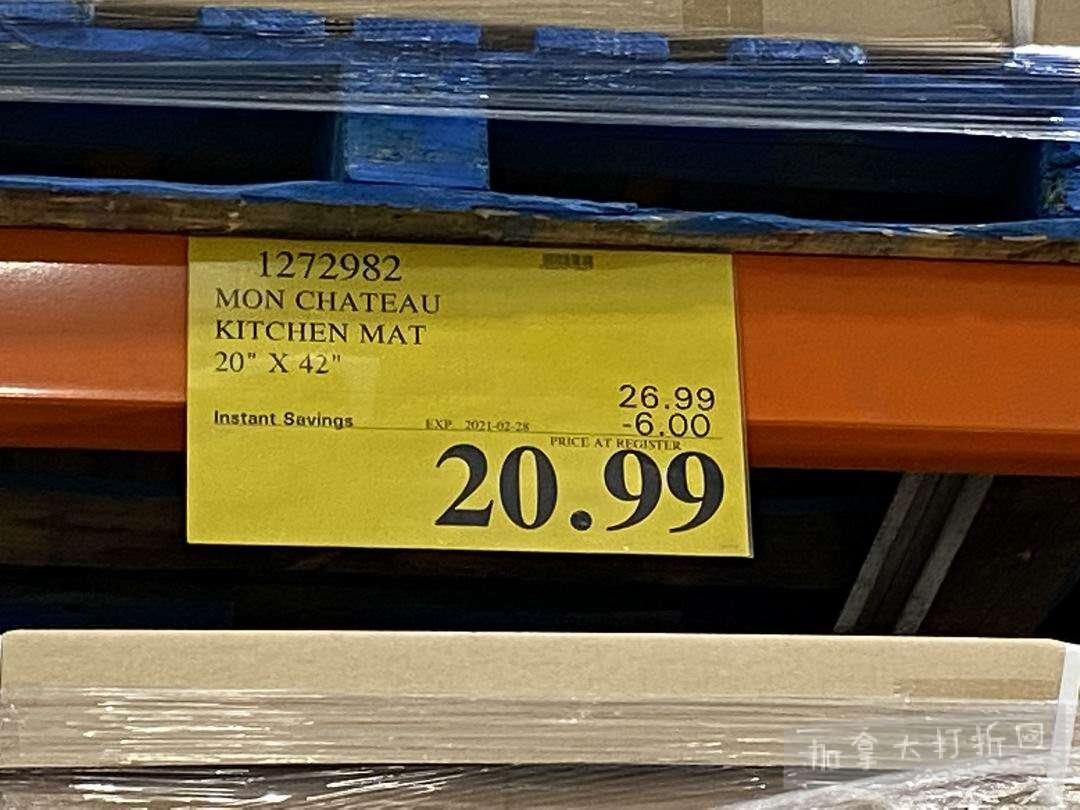 1272982
MON CHATEAU
KITCHEN MAT
20" X 42"
26.99
Instant Savings EXP 2021-02-28 -6.00
PRICE AT REGISTER
20.99
加拿大打折网